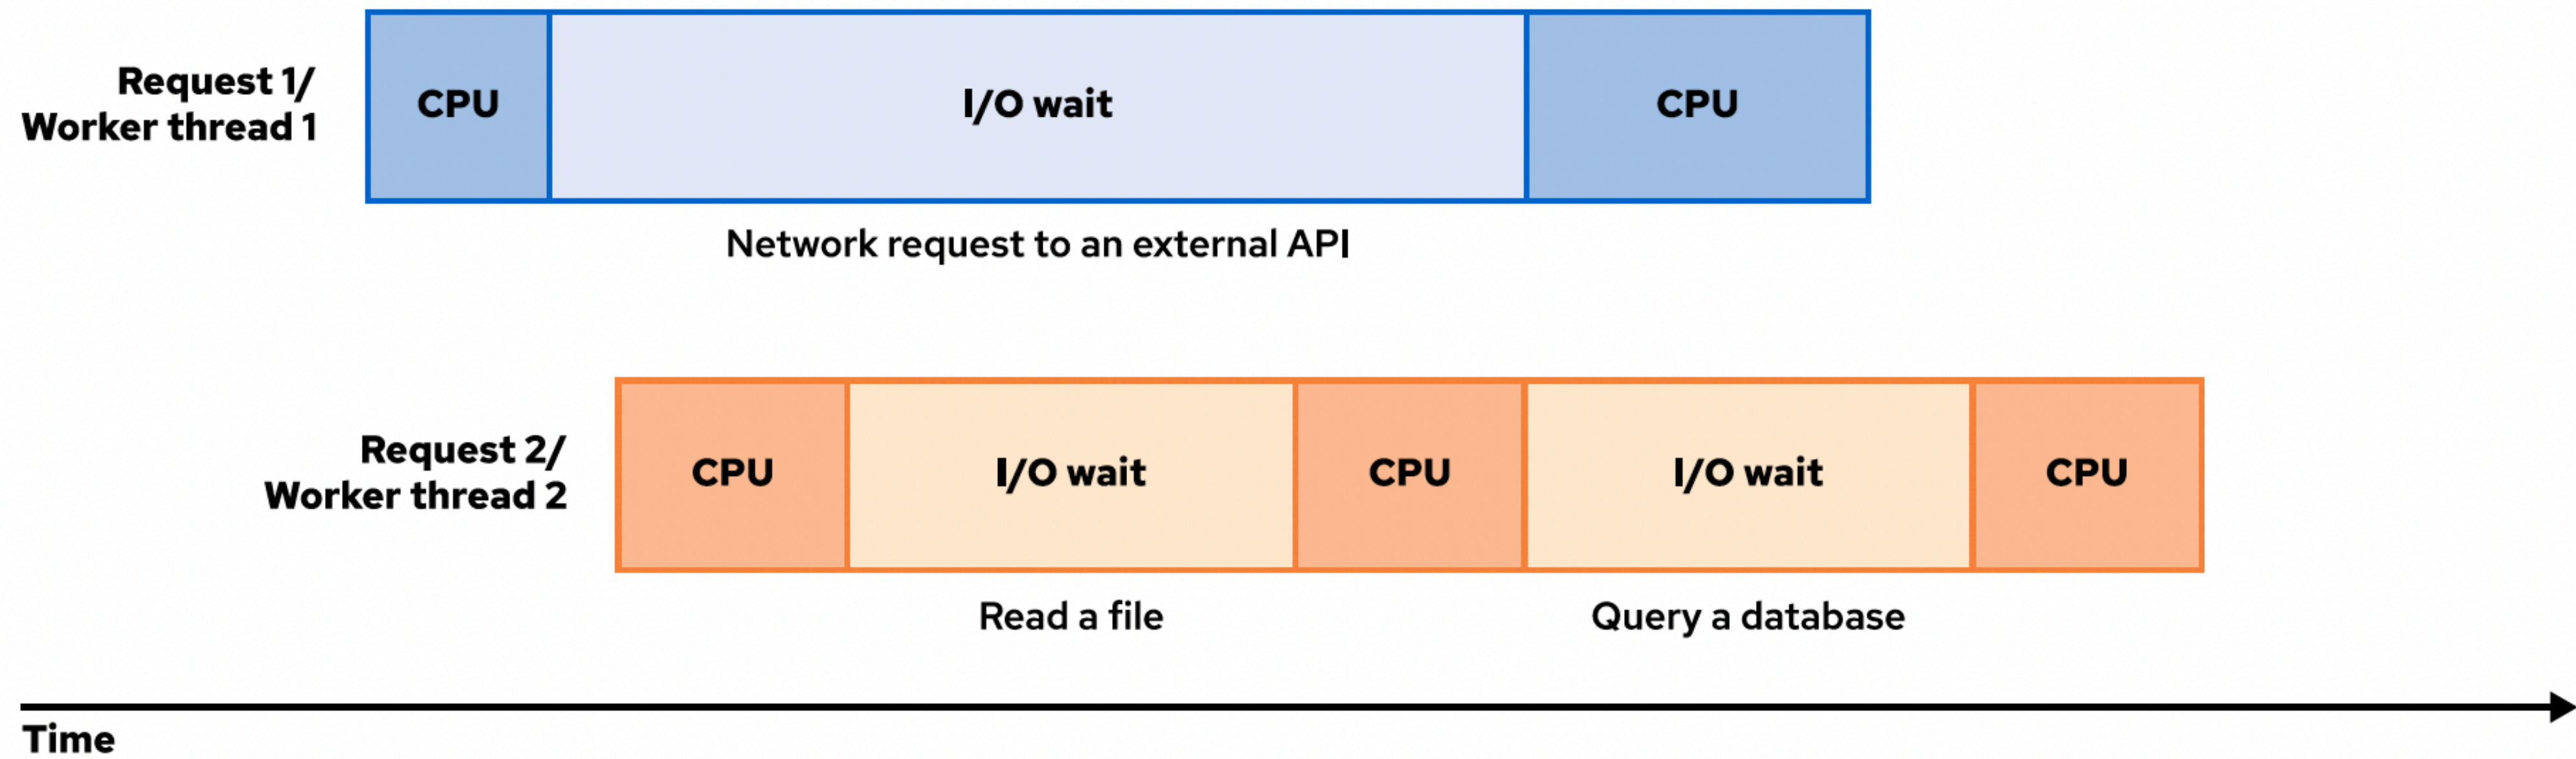 Request 1/
Worker thread 1
CPU
I/O wait
CPU
Network request to an external API
Request 2/
Worker thread 2
CPU
I/O wait
CPU
I/O wait
CPU
Read a file
Query a database
Time